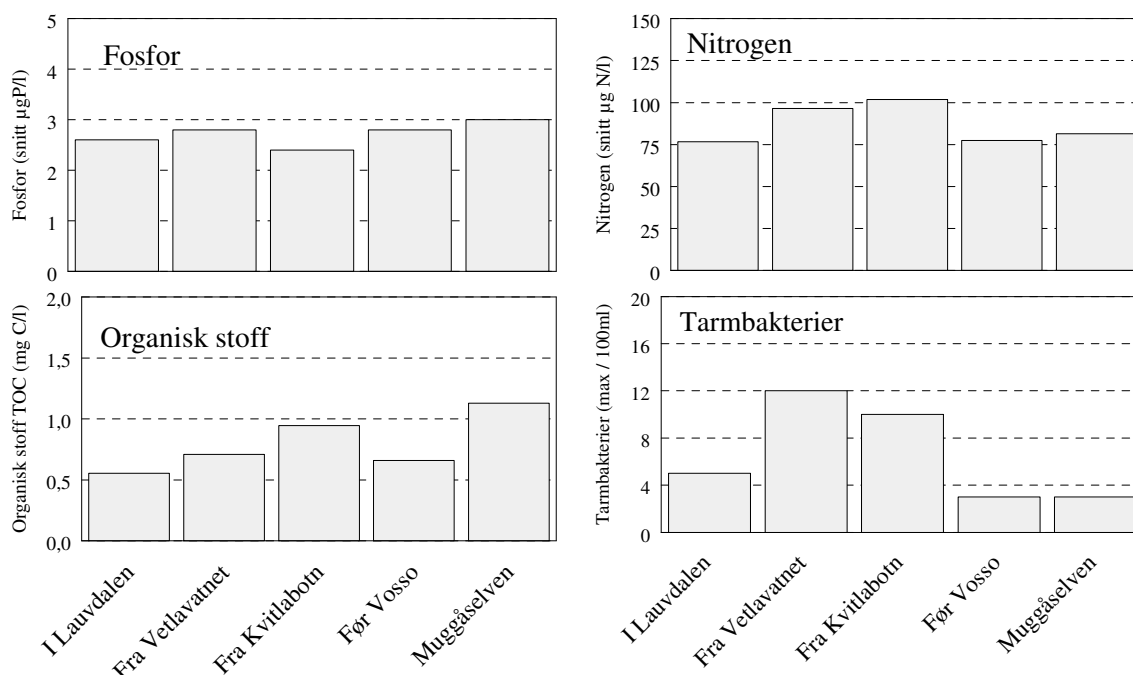 Fosfor
Fosfor (snitt µgP/l)
5
4
3
2
1
0
Nitrogen
Nitrogen (snitt µg N/l)
150
125
100
75
50
25
0
Organisk stoff
Organisk stoff TOC (mg C/l)
2,0
1,5
1,0
0,5
0,0
I Lauvdalen
Fra Vetlavatnet
Fra Kvitlabotn
Før Vosso
Muggåselven
Tarmbakterier
Tarmbakterier (max / 100ml)
20
16
12
8
4
0
I Lauvdalen
Fra Vetlavatnet
Fra Kvitlabotn
Før Vosso
Muggåselven